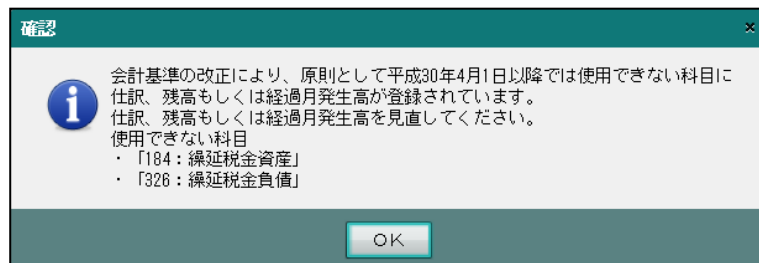 確認
×
会計基準の改正により、原則として平成30年4月1日以降では使用できない科目に
仕訳、残高もしくは経過月発生高が登録されています。
仕訳、残高もしくは経過月発生高を見直してください。
使用できない科目
・「184：繰延税金資産」
・「326：繰延税金負債」
OK